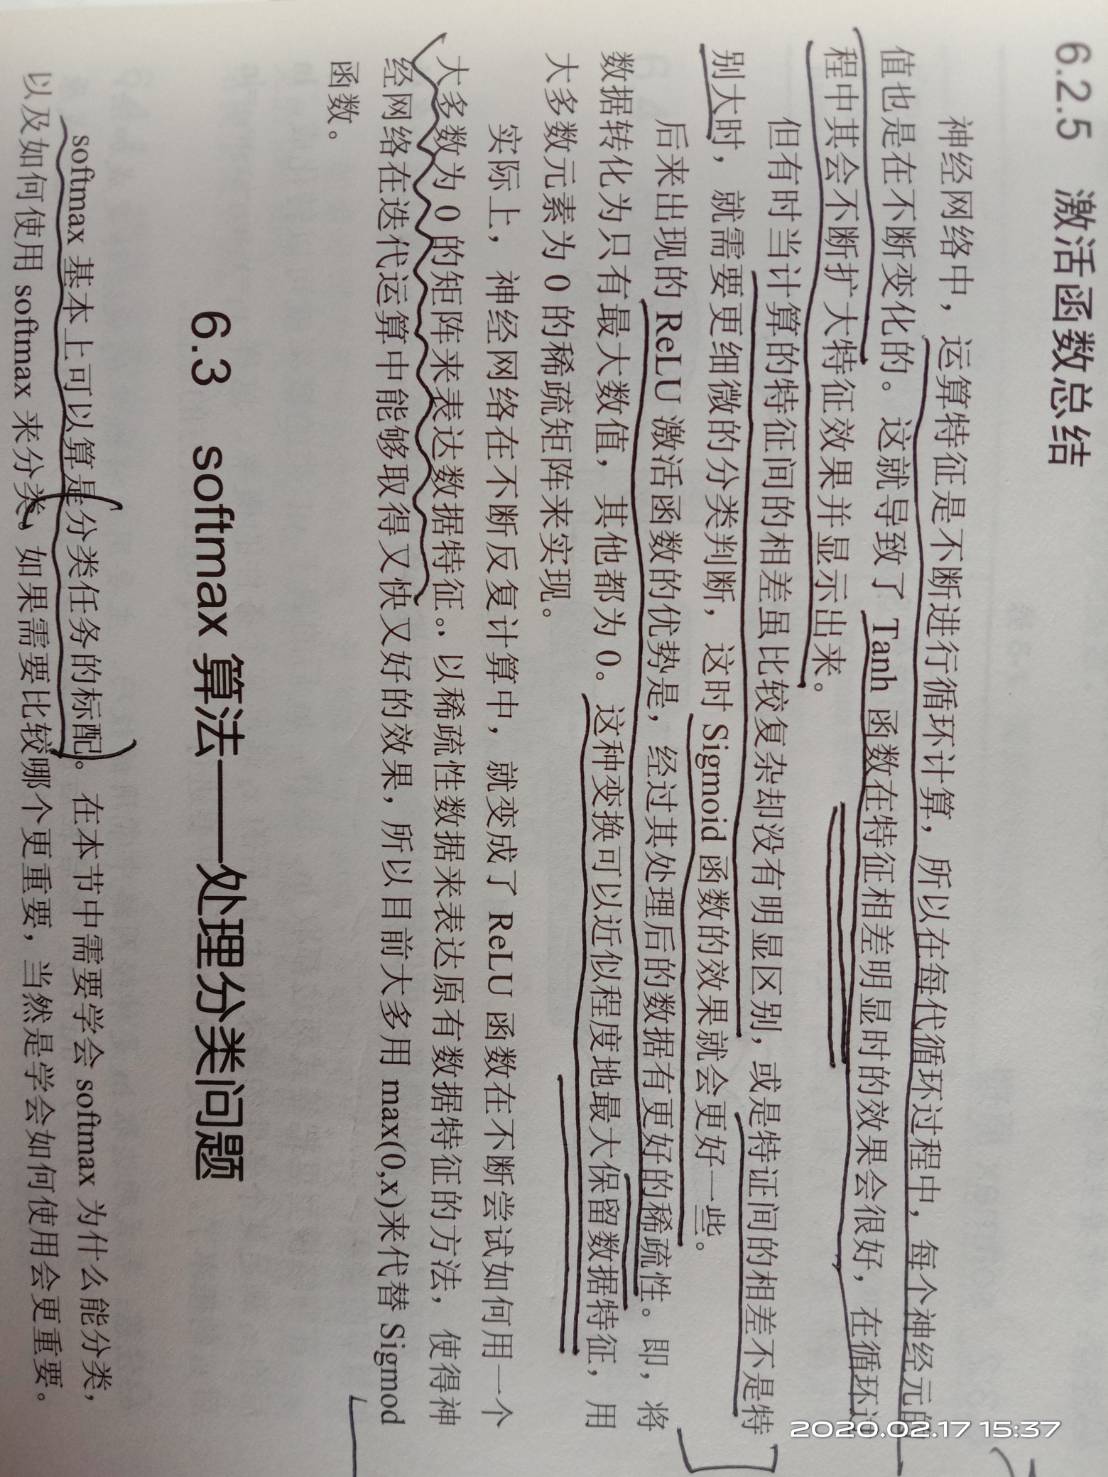 6.2.5 激活函数总结
神经网络中，运算特征是不断进行循环计算，所以在每代循环过程中，每个神经元的
值也是在不断变化的。这就导致了 Tanh 函数在特征相差明显时的效果会很好，在循环过
程中其会不断扩大特征效果并显示出来。
但有时当计算的特征间的相差虽比较复杂却没有明显区别，或是特证间的相差不是特
别大时，就需要更细微的分类判断，这时 Sigmoid 函数的效果就会更好一些。
后来出现的 ReLU 激活函数的优势是，经过其处理后的数据有更好的稀疏性。即，将
数据转化为只有最大数值，其他都为 0。这种变换可以近似程度地最大保留数据特征，用
大多数元素为 0 的稀疏矩阵来实现。
实际上，神经网络在不断反复计算中，就变成了 ReLU 函数在不断尝试如何用一个
大多数为 0 的矩阵来表达数据特征。以稀疏性数据来表达原有数据特征的方法，使得神
经网络在迭代运算中能够取得又快又好的效果，所以目前大多用 max(0,x)来代替 Sigmod
函数。
6.3 softmax 算法——处理分类问题
softmax 基本上可以算是分类任务的标配。在本节中需要学会 softmax 为什么能分类，
以及如何使用 softmax 来分类。如果需要比较哪个更重要，当然是学会如何使用会更重要。
2020.02.17 15:37